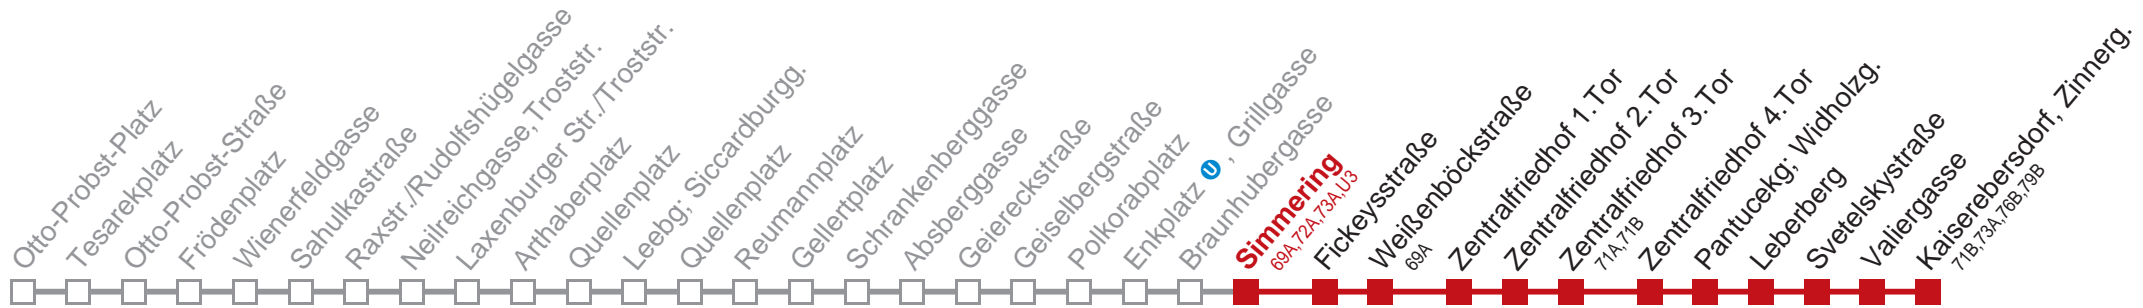 Otto-Probst-Platz
Tesarekplatz
Otto-Probst-Straße
Frödenplatz
Wienerfeldgasse
Sahulkastraße
Raxstr./Rudolfshügelgasse
Neilreichgasse, Troststr.
Laxenburger Str./Troststr.
Arthaberplatz
Quellenplatz
Leebg; Siccardburgg.
Quellenplatz
Reumannplatz
Gellertplatz
Schrankenberggasse
Absberggasse
Geiereckstraße
Geiselbergstraße
Polkorabplatz
Enkplatz U , Grillgasse
Braunhubergasse
Simmering
69A,72A,73A,U3
Fickeysstraße
Weißenböckstraße
69A
Zentralfriedhof 1.Tor
Zentralfriedhof 2.Tor
Zentralfriedhof 3.Tor
71A,71B
Zentralfriedhof 4.Tor
Pantucekg; Widholzg.
Leberberg
Svetelskystraße
Valiergasse
Kaiserebersdorf, Zinnerg.
71B,73A,76B,79B